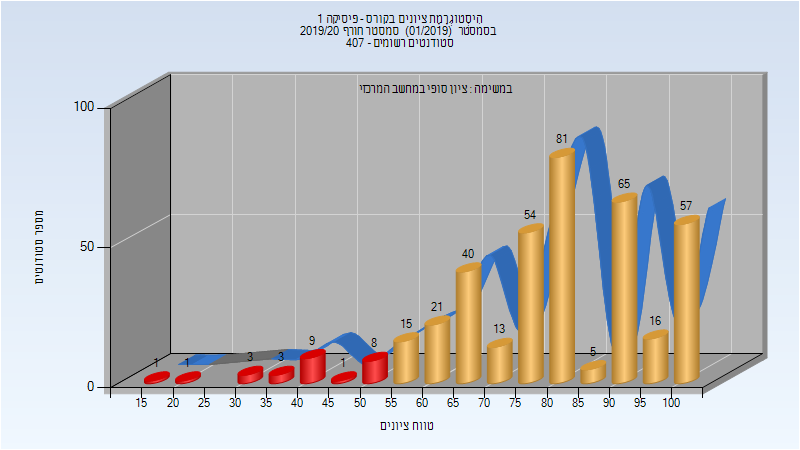 היסטוגרמת ציונים בקורס - פיסיקה 1
בסמסטר (01/2019) סמסטר חורף 2019/20
סטודנטים רשומים - 407
במשימה : ציון סופי במחשב המרכזי
מספר סטודנטים
100
50
0
1 1 3 3 9 1 8 15 21 40 13 54 81 5 65 16 57
15 20 25 30 35 40 45 50 55 60 65 70 75 80 85 90 95 100
טווח ציונים